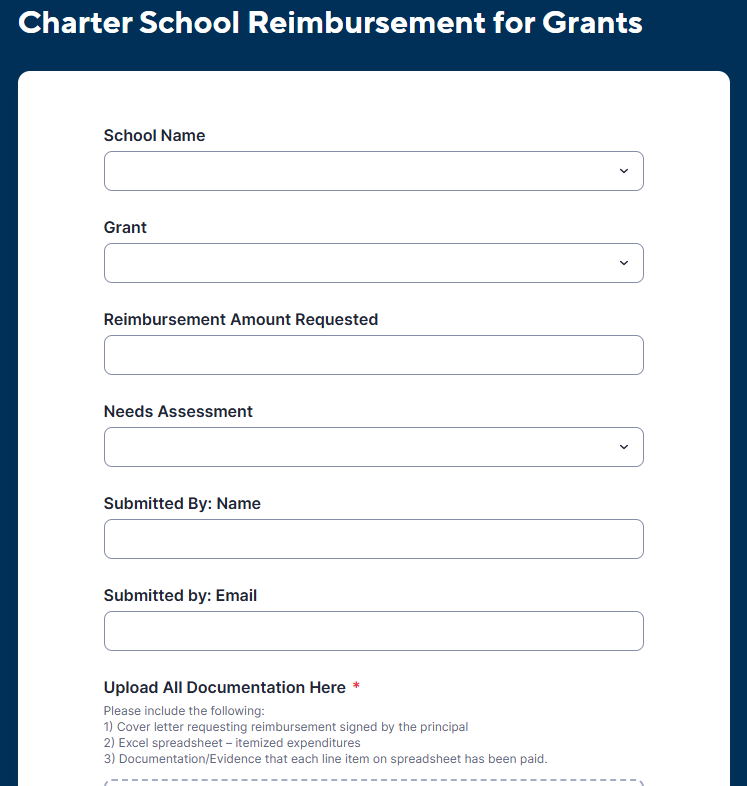 Charter School Reimbursement for Grants
School Name
Grant
Reimbursement Amount Requested
Needs Assessment
Submitted By: Name
Submitted by: Email
Upload All Documentation Here *
Please include the following:
1) Cover letter requesting reimbursement signed by the principal
2) Excel spreadsheet – itemized expenditures
3) Documentation/Evidence that each line item on spreadsheet has been paid.